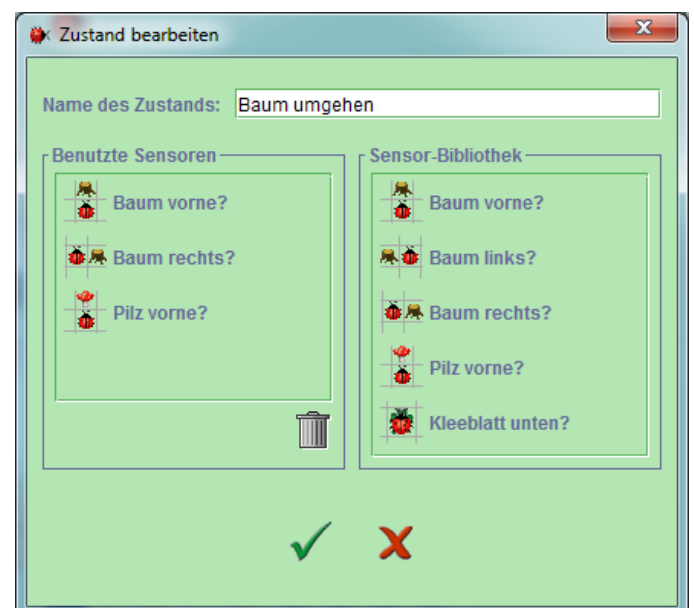 Zustand bearbeiten
Name des Zustands: Baum umgehen
Benutzte Sensoren
Baum vorne?
Baum rechts?
Pilz vorne?
Sensor-Bibliothek
Baum vorne?
Baum links?
Baum rechts?
Pilz vorne?
Kleeblatt unten?